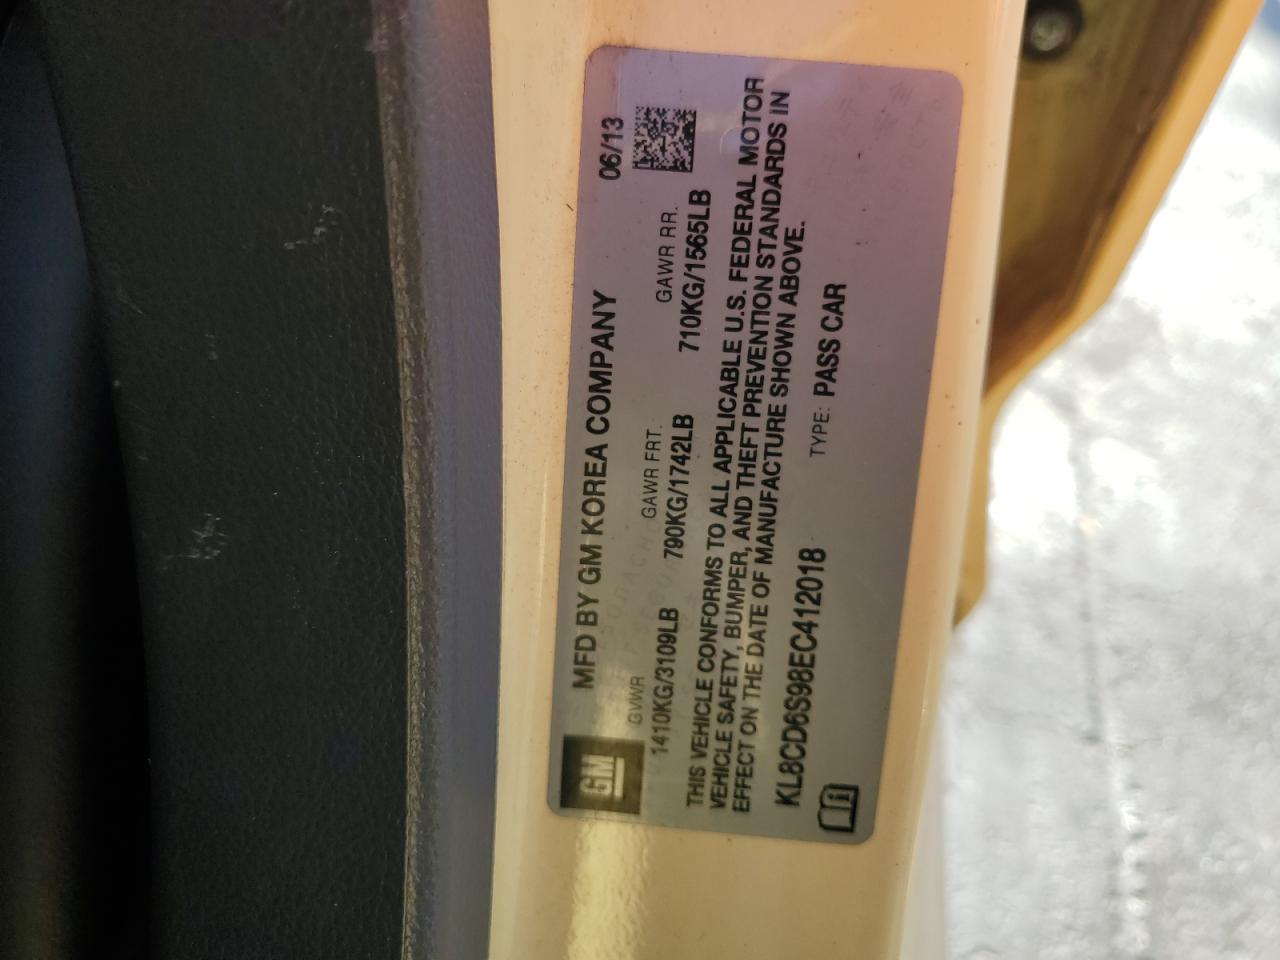 GM
MFD BY GM KOREA COMPANY 06/13
GVWR GAWR FRT. GAWR RR.
1410KG/3109LB 790KG/1742LB 710KG/1565LB
THIS VEHICLE CONFORMS TO ALL APPLICABLE U.S. FEDERAL MOTOR
VEHICLE SAFETY, BUMPER, AND THEFT PREVENTION STANDARDS IN
EFFECT ON THE DATE OF MANUFACTURE SHOWN ABOVE.
KL8CD6S98EC412018 TYPE: PASS CAR